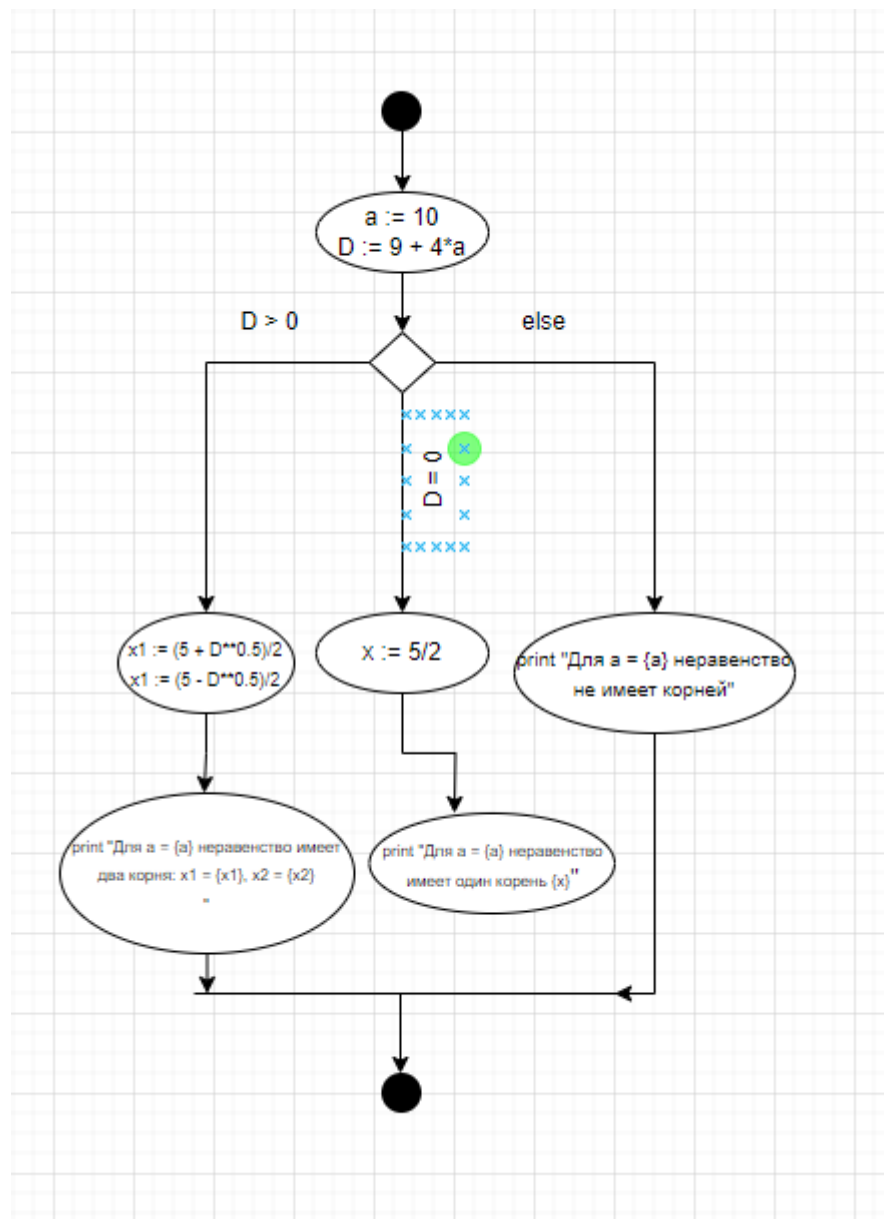 a := 10
D := 9 + 4*a
D > 0
else
D = 0
x1 := (5 + D**0.5)/2
x1 := (5 - D**0.5)/2
x := 5/2
print "Для a = {a} неравенство
не имеет корней"
print "Для a = {a} неравенство имеет
два корня: x1 = {x1}, x2 = {x2}
"
print "Для a = {a} неравенство
имеет один корень {x}"